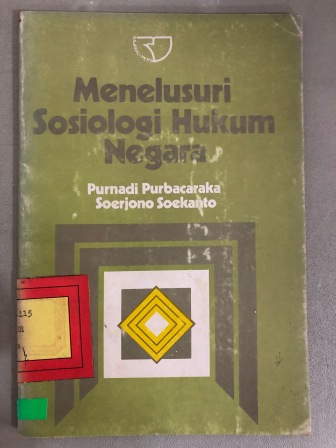 Menelusuri
Sosiologi Hukum
Negara
Purnadi Purbacaraka
Soerjono Soekanto